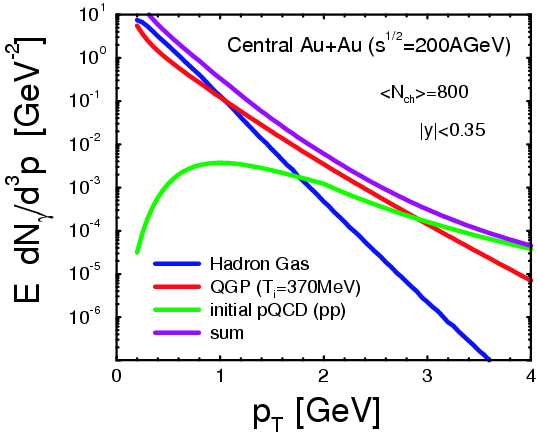 10¹
10⁰
10⁻¹
10⁻²
10⁻³
10⁻⁴
10⁻⁵
10⁻⁶
E dNγ/d³p [GeV⁻²]
Central Au+Au (s¹/²=200AGeV)
<N_ch>=800
|y|<0.35
Hadron Gas
QGP (T_i=370MeV)
initial pQCD (pp)
sum
0 1 2 3 4
p_T [GeV]